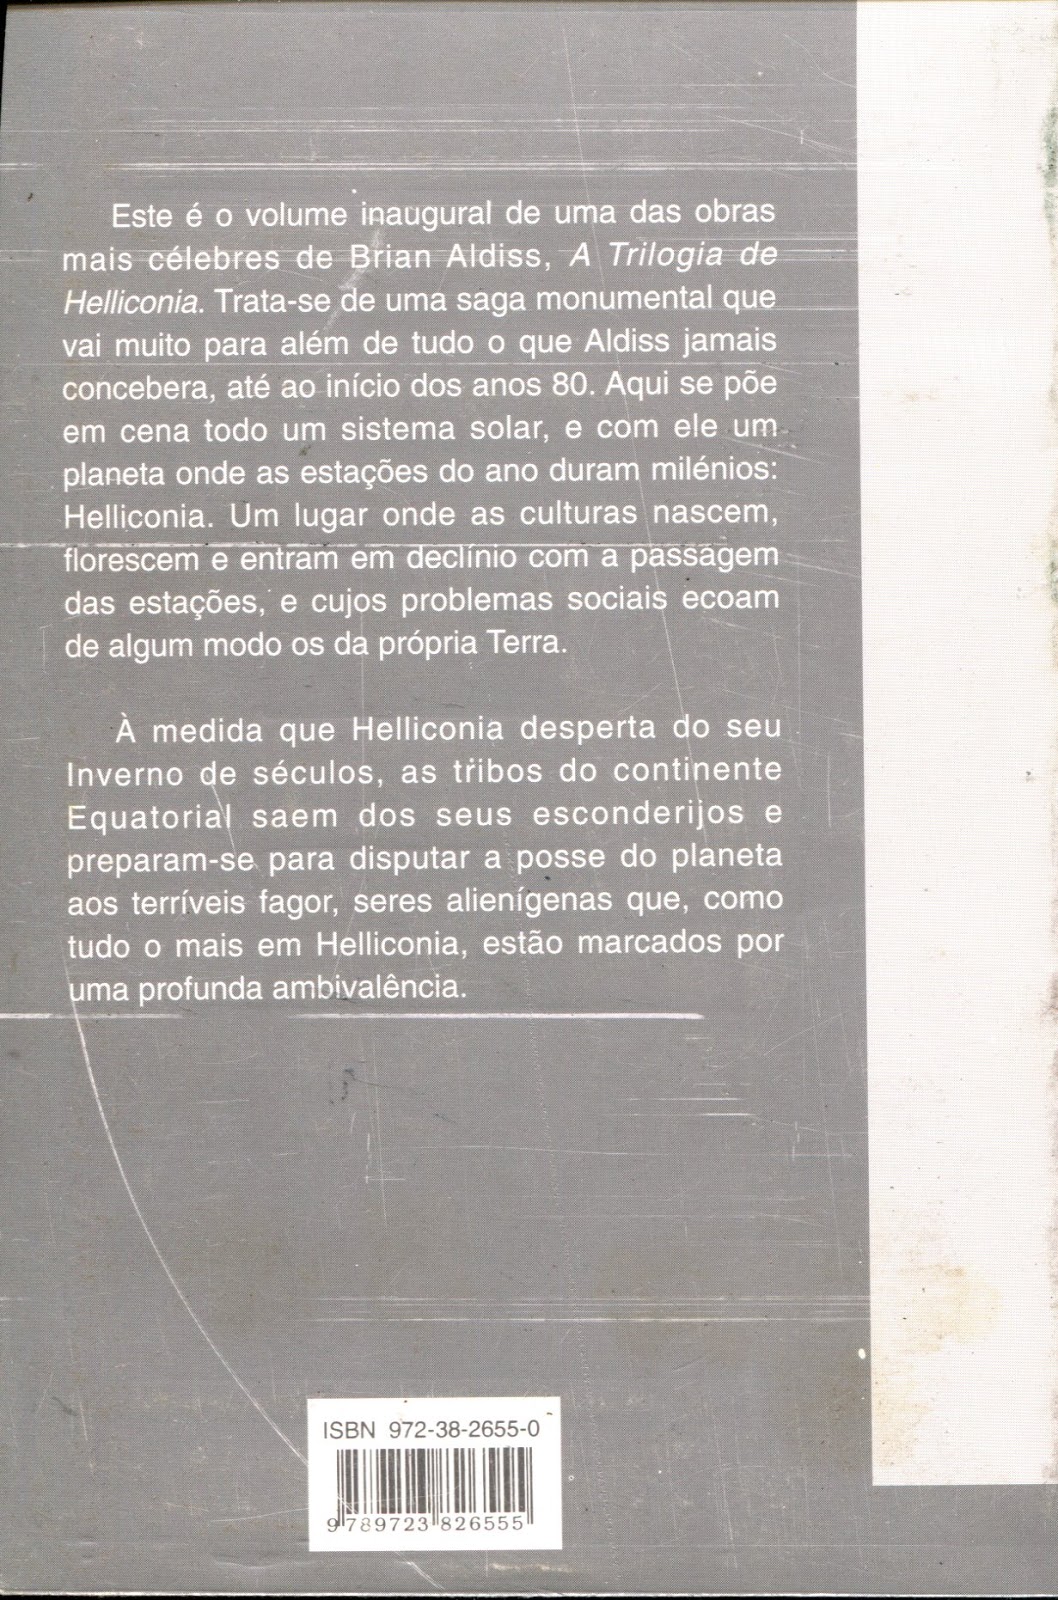 Este é o volume inaugural de uma das obras
mais célebres de Brian Aldiss, A Trilogia de
Helliconia. Trata-se de uma saga monumental que
vai muito para além de tudo o que Aldiss jamais
concebera, até ao início dos anos 80. Aqui se põe
em cena todo um sistema solar, e com ele um
planeta onde as estações do ano duram milénios:
Helliconia. Um lugar onde as culturas nascem,
florescem e entram em declínio com a passagem
das estações, e cujos problemas sociais ecoam
de algum modo os da própria Terra.
À medida que Helliconia desperta do seu
Inverno de séculos, as tribos do continente
Equatorial saem dos seus esconderijos e
preparam-se para disputar a posse do planeta
aos terríveis fagor, seres alienígenas que, como
tudo o mais em Helliconia, estão marcados por
uma profunda ambivalência.
ISBN 972-38-2655-0
9 789723 826555